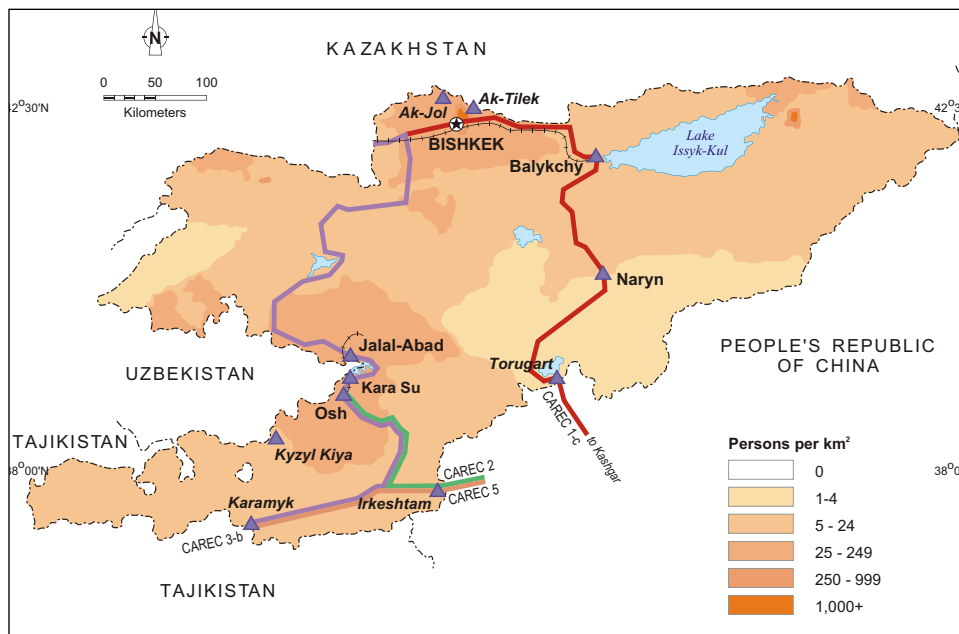 N
KAZAKHSTAN
0 50 100
Kilometers
42°30'N
Ak-Tilek
Ak-Jol
BISHKEK
Lake
Issyk-Kul
Balykchy
Naryn
Jalal-Abad
Torugart
PEOPLE'S REPUBLIC
OF CHINA
UZBEKISTAN
Kara Su
Osh
CAREC 1-c
to Kashgar
TAJIKISTAN
Kyzyl Kiya
38°00'N
CAREC 2
CAREC 5
Karamyk
Irkeshtam
CAREC 3-b
TAJIKISTAN
Persons per km²
0
1-4
5 - 24
25 - 249
250 - 999
1,000+